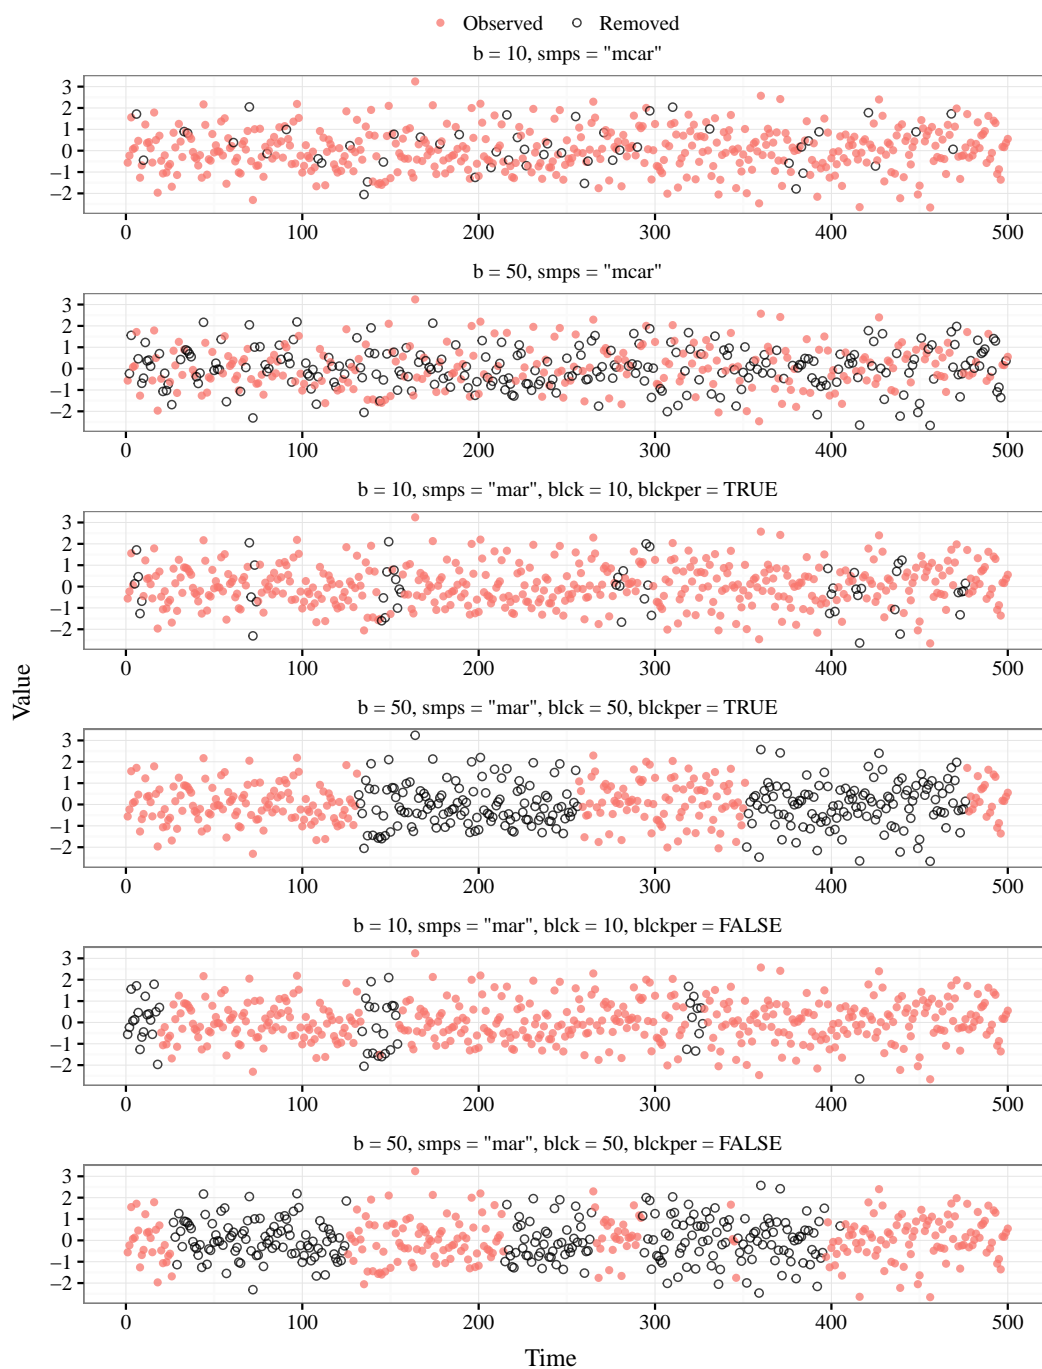 Observed Removed
b = 10, smps = "mcar"
3
2
1
0
−1
−2
0 100 200 300 400 500
b = 50, smps = "mcar"
3
2
1
0
−1
−2
0 100 200 300 400 500
b = 10, smps = "mar", blck = 10, blckper = TRUE
3
2
1
0
−1
−2
0 100 200 300 400 500
Value
b = 50, smps = "mar", blck = 50, blckper = TRUE
3
2
1
0
−1
−2
0 100 200 300 400 500
b = 10, smps = "mar", blck = 10, blckper = FALSE
3
2
1
0
−1
−2
0 100 200 300 400 500
b = 50, smps = "mar", blck = 50, blckper = FALSE
3
2
1
0
−1
−2
0 100 200 300 400 500
Time